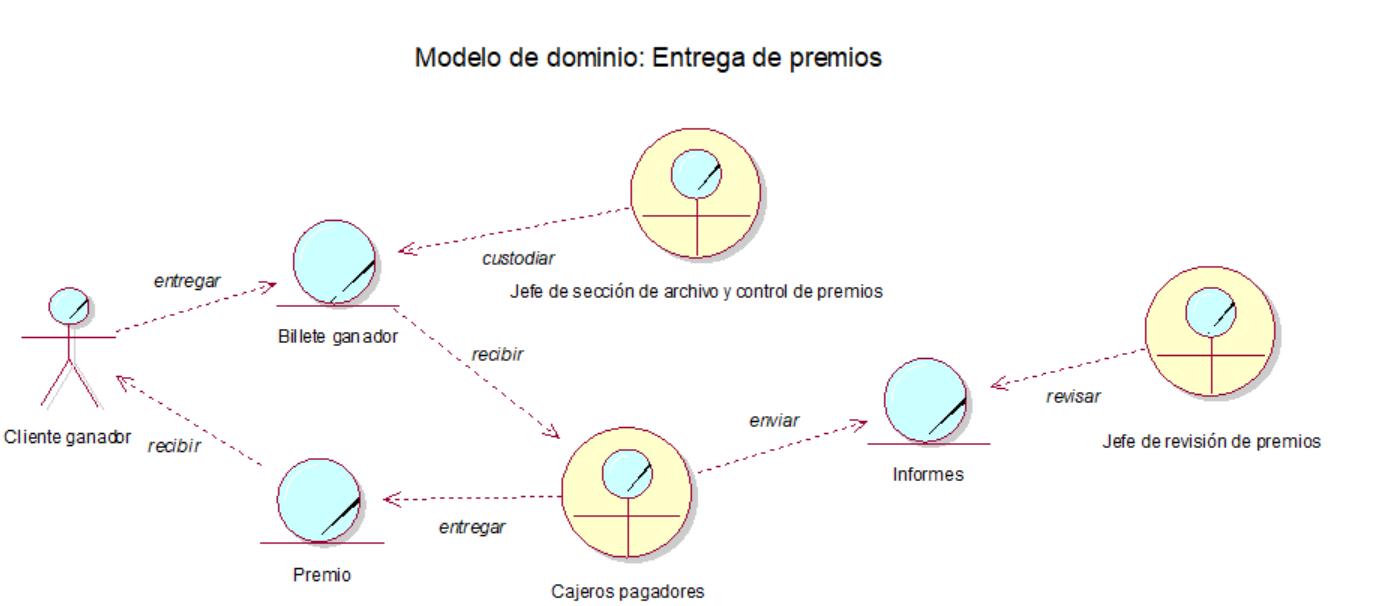 Modelo de dominio: Entrega de premios
custodiar
entregar
Jefe de sección de archivo y control de premios
Billete ganador
recibir
revisar
enviar
Cliente ganador
recibir
Jefe de revisión de premios
Informes
entregar
Premio
Cajeros pagadores